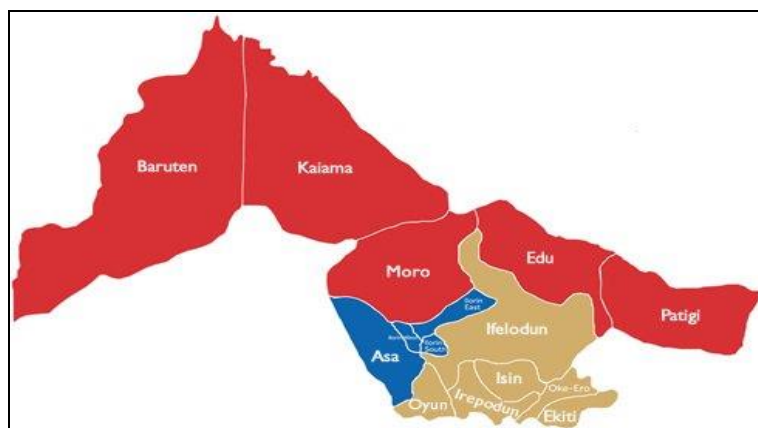 Baruten
Kaiama
Moro
Edu
Patigi
Ilorin
East
Ifelodun
Ilorin
South
Asa
Isin
Oke-Ero
Oyun
Irepodun
Ekiti